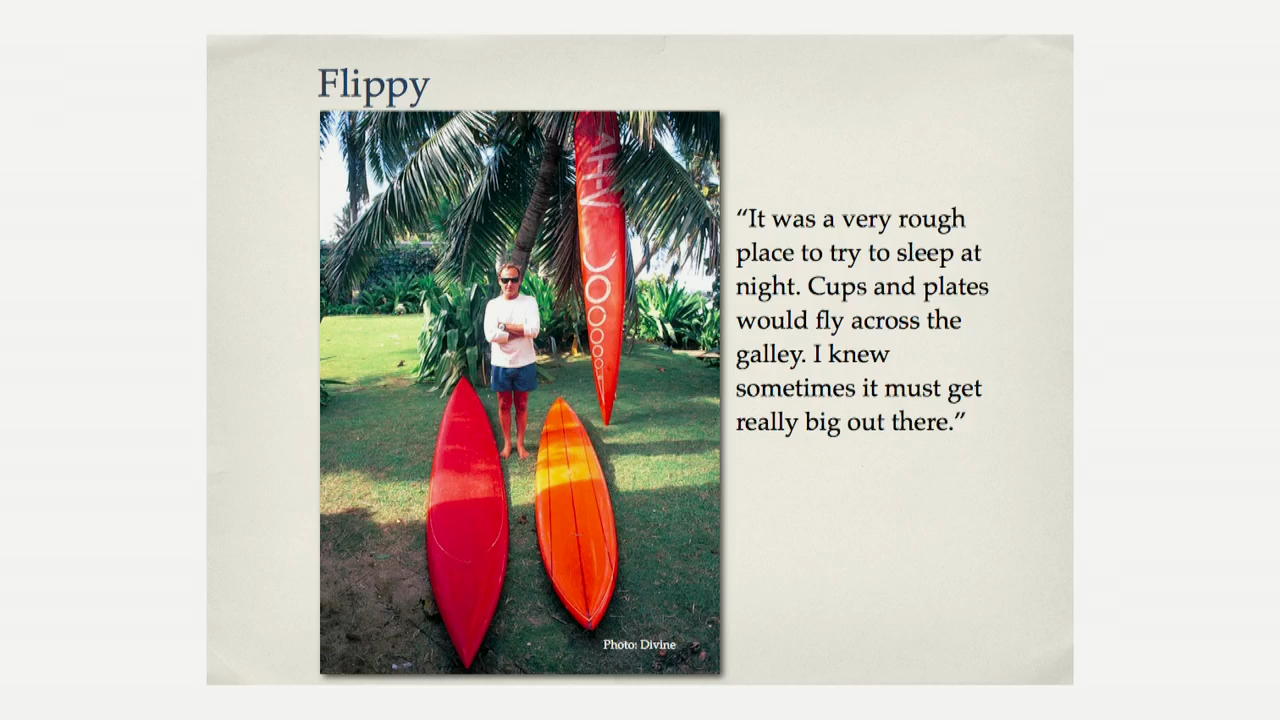 Flippy
“It was a very rough
place to try to sleep at
night. Cups and plates
would fly across the
galley. I knew
sometimes it must get
really big out there.”
Photo: Divine